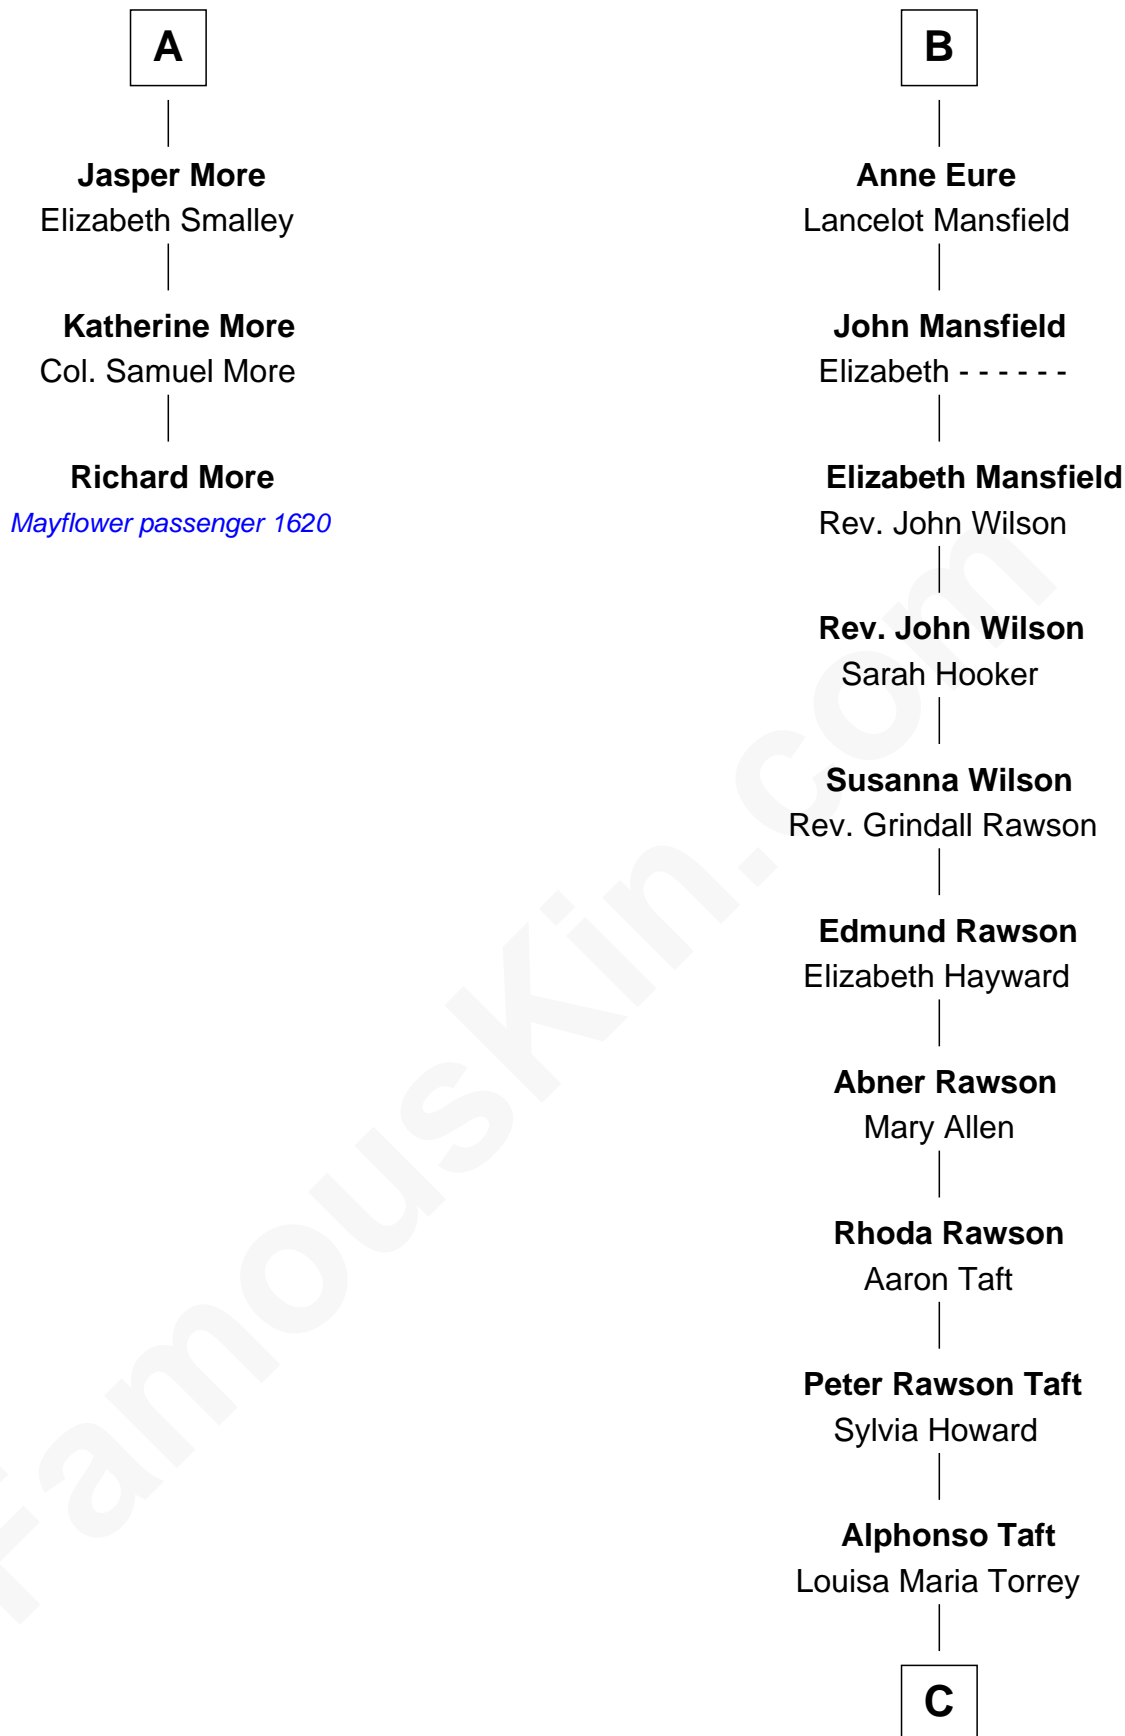 A
Jasper More
Elizabeth Smalley
Katherine More
Col. Samuel More
Richard More
Mayflower passenger 1620
B
Anne Eure
Lancelot Mansfield
John Mansfield
Elizabeth - - - - - -
Elizabeth Mansfield
Rev. John Wilson
Rev. John Wilson
Sarah Hooker
Susanna Wilson
Rev. Grindall Rawson
Edmund Rawson
Elizabeth Hayward
Abner Rawson
Mary Allen
Rhoda Rawson
Aaron Taft
Peter Rawson Taft
Sylvia Howard
Alphonso Taft
Louisa Maria Torrey
C
FamousKin.com